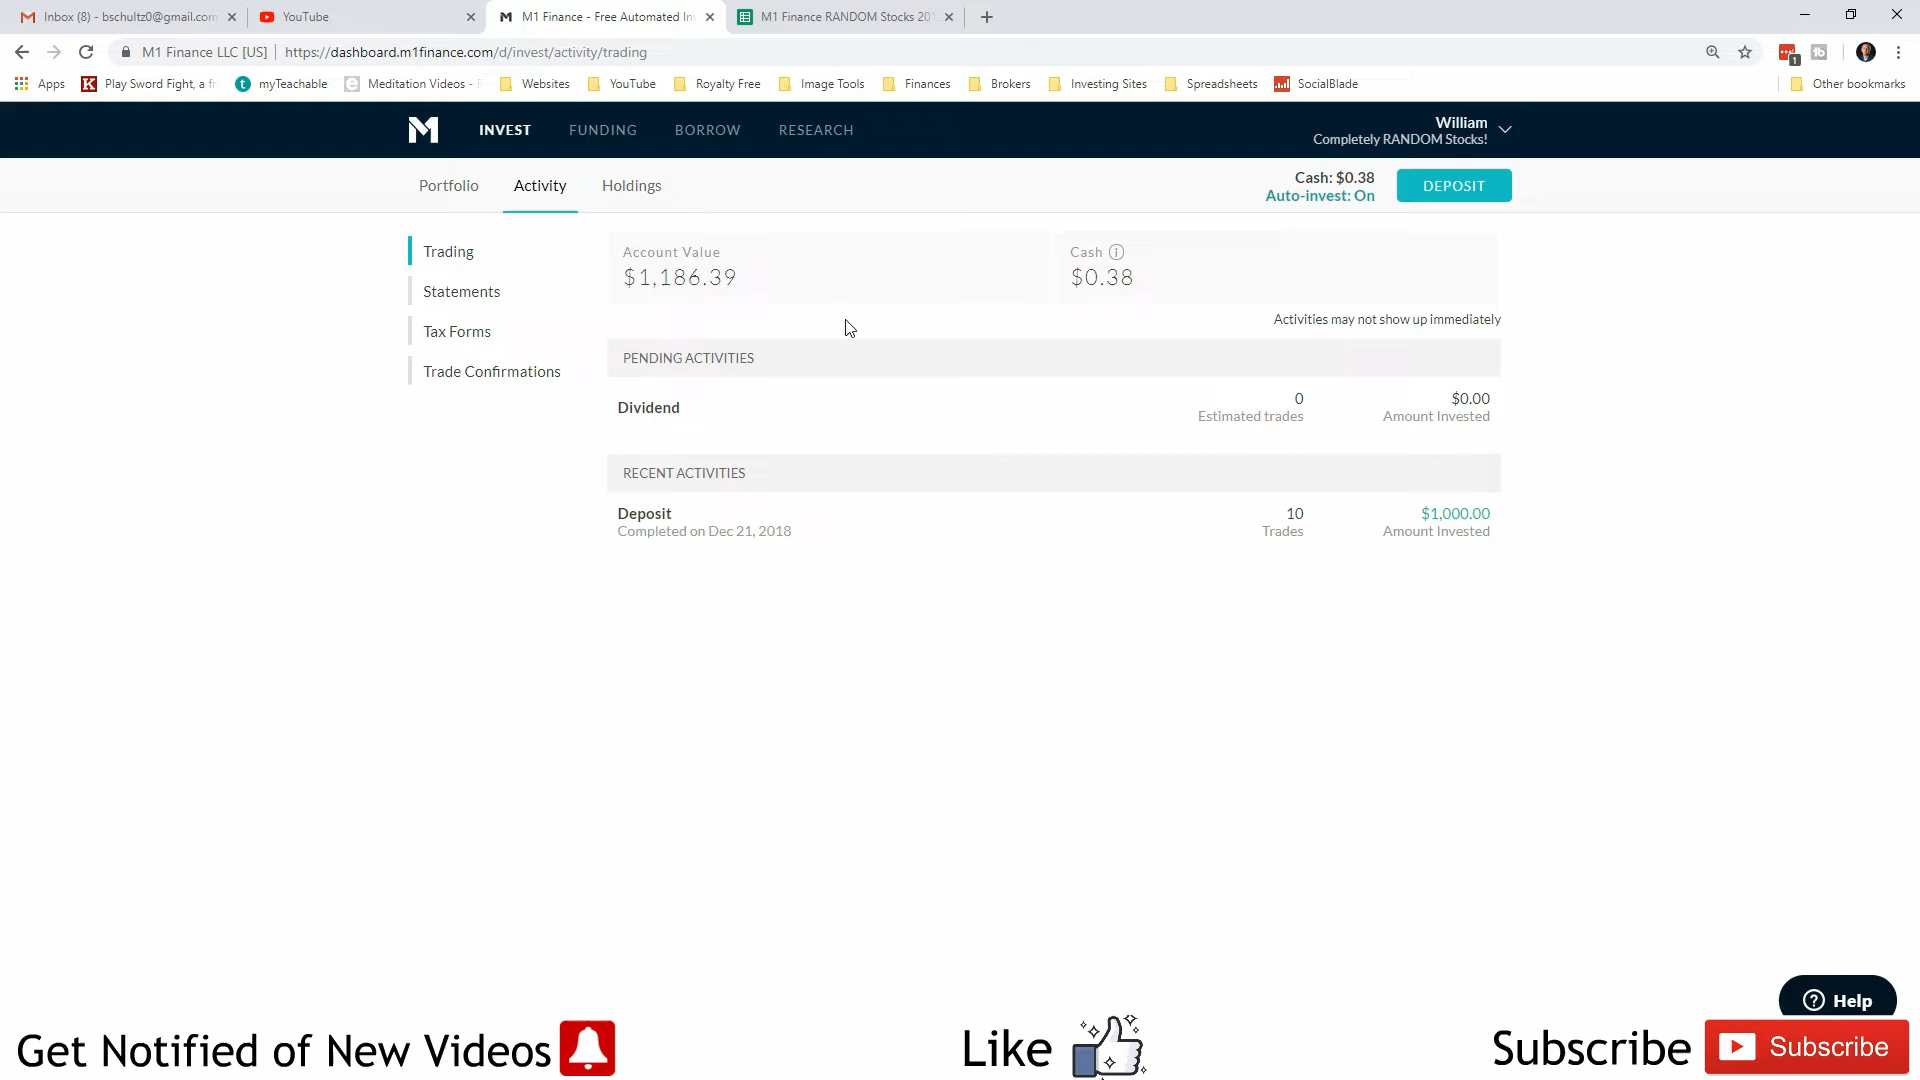 Inbox (8) - bschultz0@gmail.com
YouTube
M1 Finance - Free Automated In
M1 Finance RANDOM Stocks 201
M1 Finance LLC [US]
https://dashboard.m1finance.com/d/invest/activity/trading
1
Apps
Play Sword Fight, a fr
myTeachable
Meditation Videos - E
Websites
YouTube
Royalty Free
Image Tools
Finances
Brokers
Investing Sites
Spreadsheets
SocialBlade
Other bookmarks
INVEST
FUNDING
BORROW
RESEARCH
William
Completely RANDOM Stocks!
Portfolio
Activity
Holdings
Cash: $0.38
Auto-invest: On
DEPOSIT
Trading
Statements
Tax Forms
Trade Confirmations
Account Value
$1,186.39
Cash
$0.38
Activities may not show up immediately
PENDING ACTIVITIES
Dividend
0
Estimated trades
$0.00
Amount Invested
RECENT ACTIVITIES
Deposit
Completed on Dec 21, 2018
10
Trades
$1,000.00
Amount Invested
Help
Get Notified of New Videos
Like
Subscribe
Subscribe